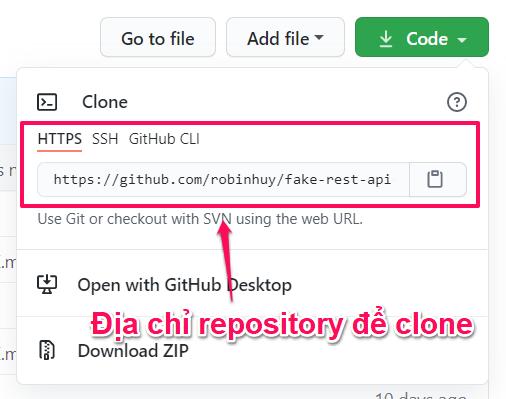 Go to file Add file Code
Clone
HTTPS SSH GitHub CLI
https://github.com/robinhuy/fake-rest-api
Use Git or checkout with SVN using the web URL.
Open with GitHub Desktop
Địa chỉ repository để clone
Download ZIP
10 days ago